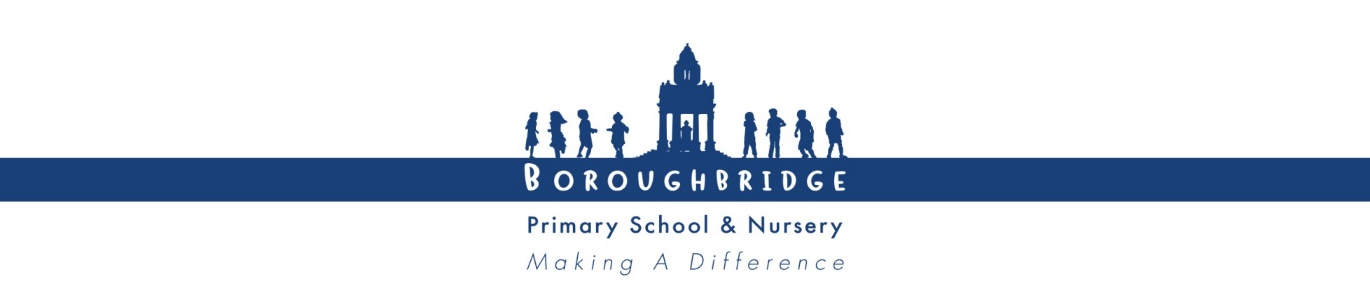 BOROUGHBRIDGE
Primary School & Nursery
Making A Difference